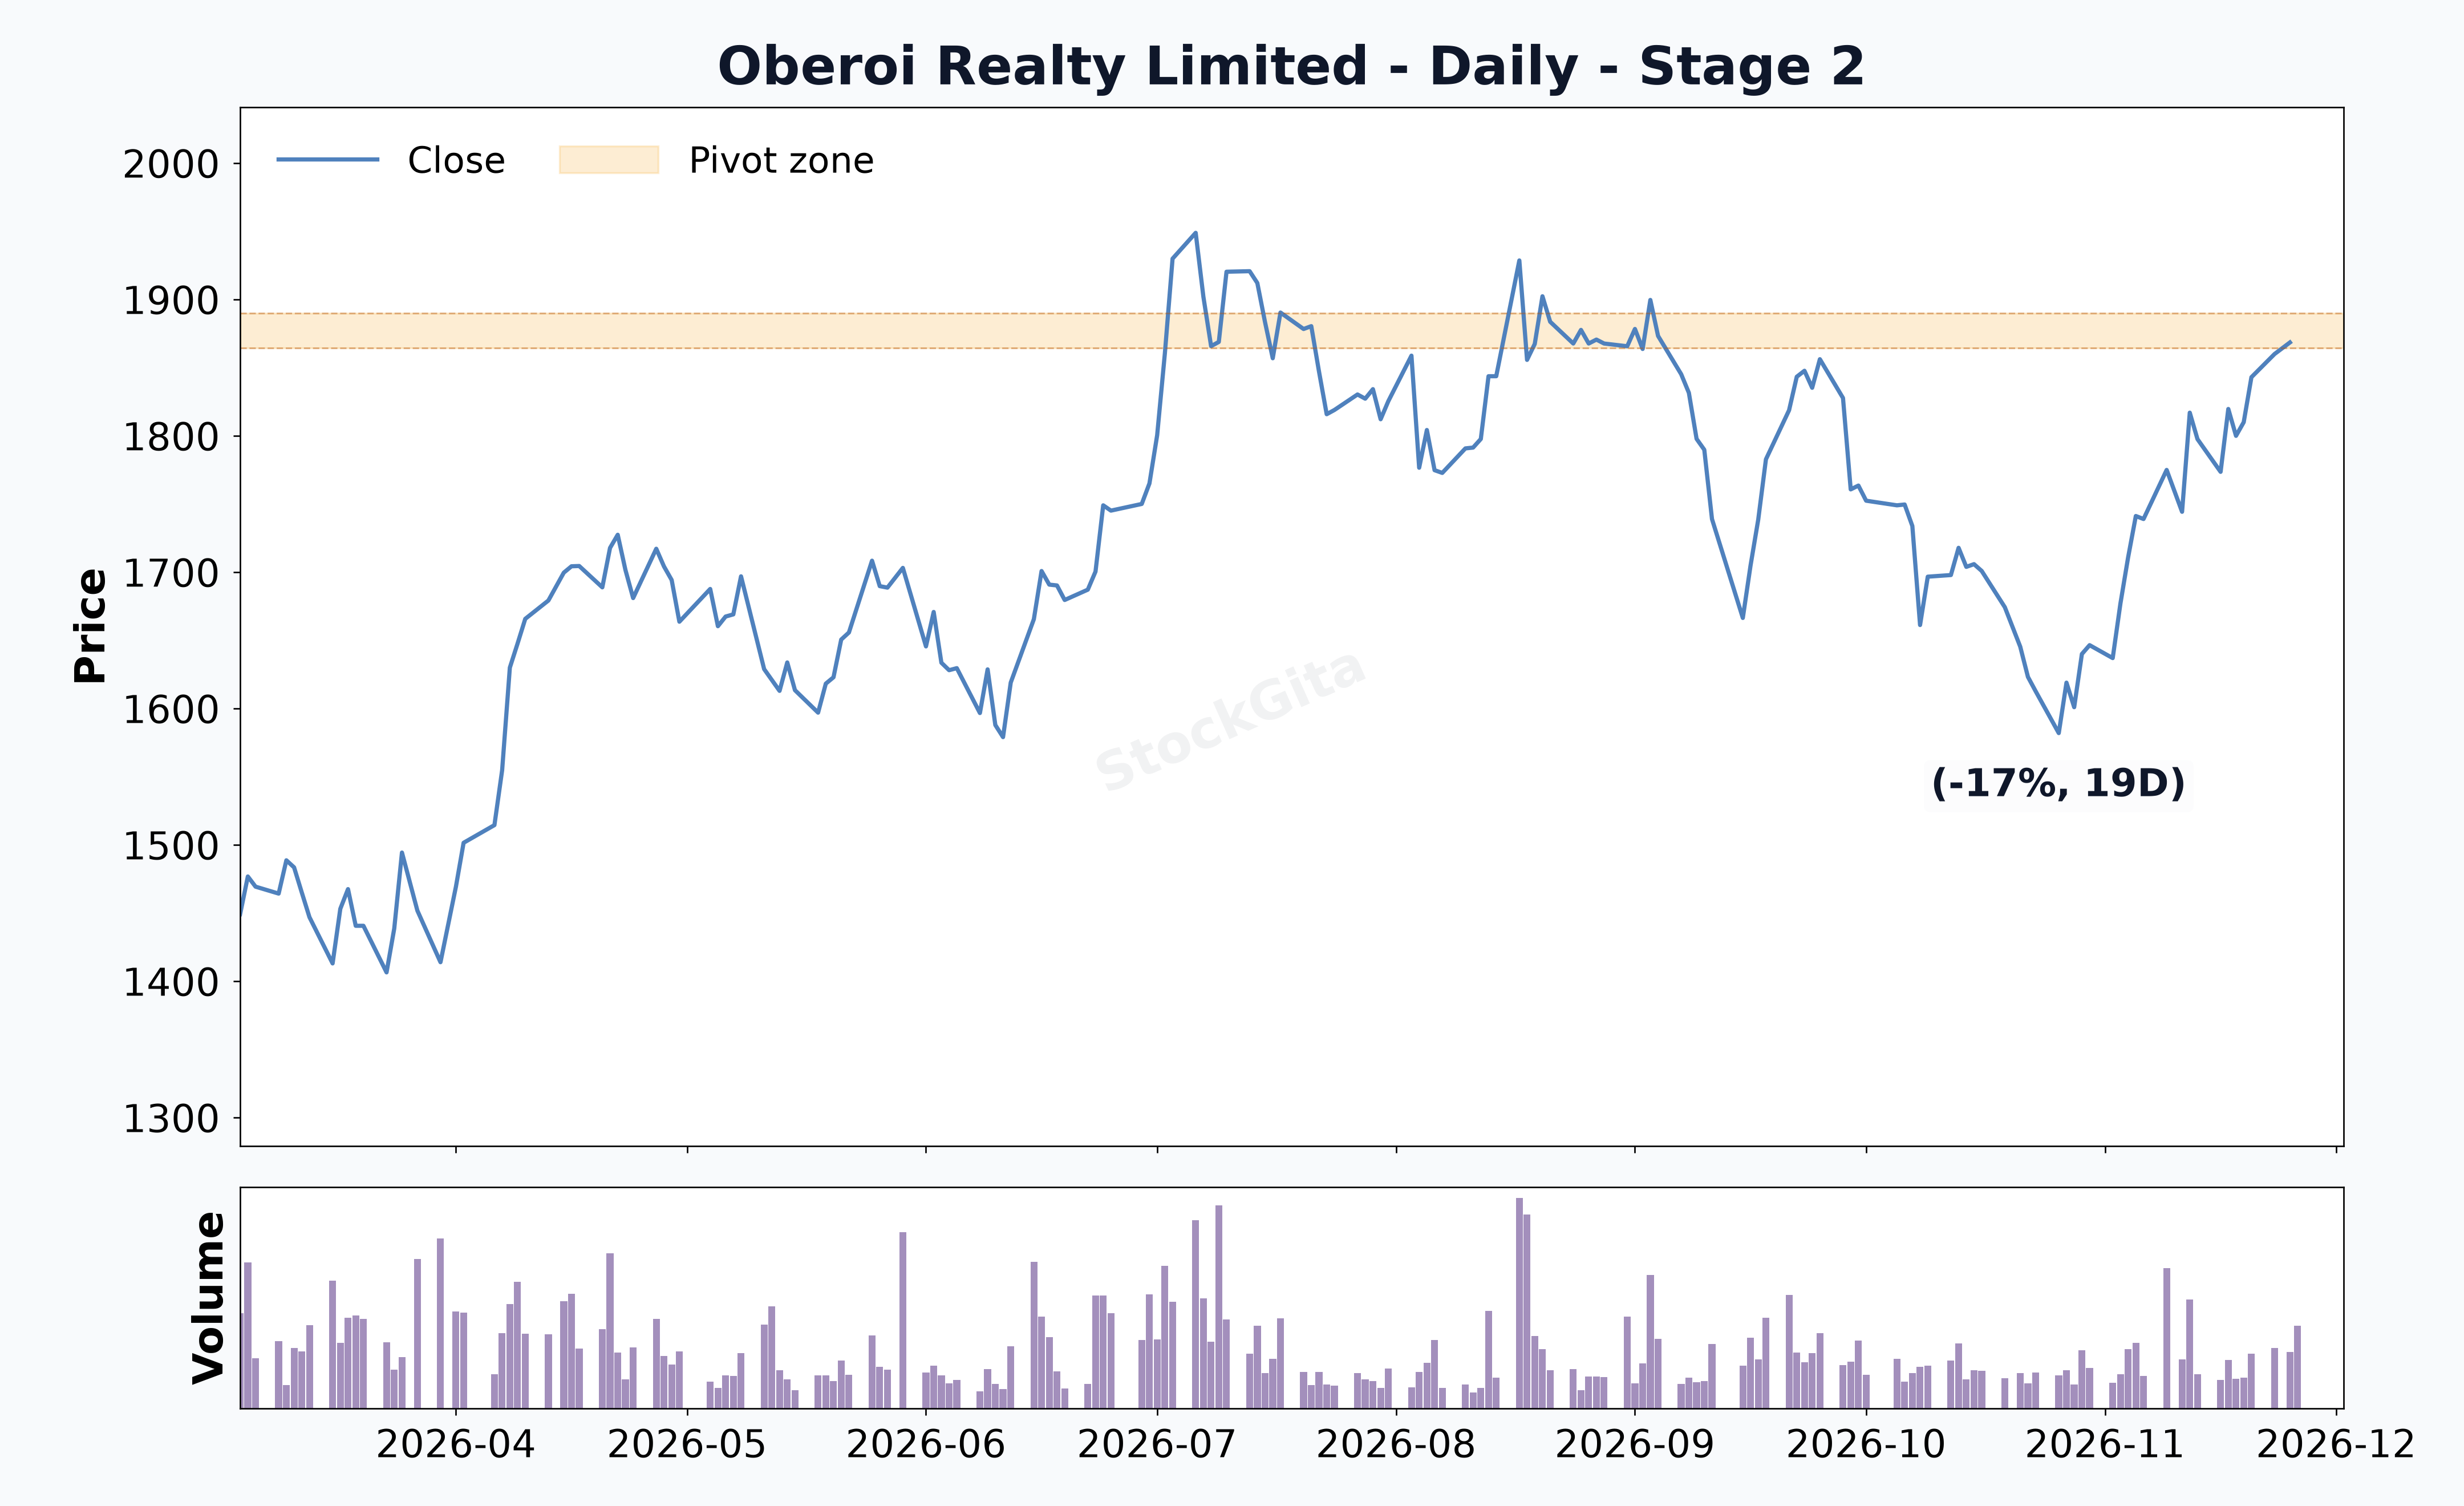 Oberoi Realty Limited - Daily - Stage 2
Close
Pivot zone
2000
1900
1800
1700
1600
1500
1400
1300
Price
StockGita
(-17%, 19D)
Volume
2026-04
2026-05
2026-06
2026-07
2026-08
2026-09
2026-10
2026-11
2026-12